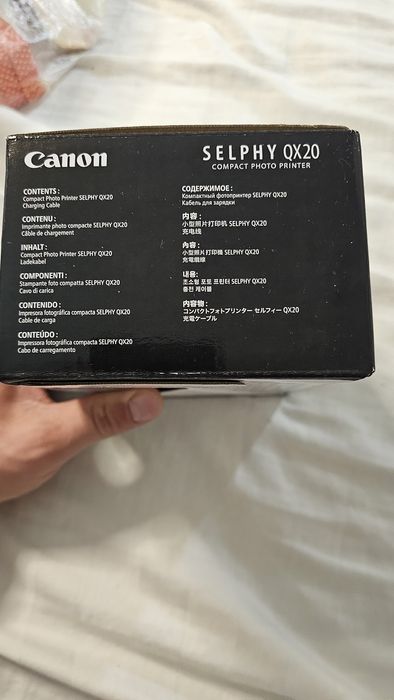 Canon
SELPHY QX20
COMPACT PHOTO PRINTER
CONTENTS :
Compact Photo Printer SELPHY QX20
Charging Cable
CONTENU :
Imprimante photo compacte SELPHY QX20
Câble de chargement
INHALT :
Compact Photo Printer SELPHY QX20
Ladekabel
COMPONENTI :
Stampante foto compatta SELPHY QX20
Cavo di carica
CONTENIDO :
Impresora fotográfica compacta SELPHY QX20
Cable de carga
CONTEÚDO :
Impressora fotográfica compacta SELPHY QX20
Cabo de carregamento
СОДЕРЖИМОЕ :
Компактный фотопринтер SELPHY QX20
Кабель для зарядки
内容 :
小型照片打印机 SELPHY QX20
充电线
內容 :
小型照片打印機 SELPHY QX20
充電纜線
내용:
초소형 포토 프린터 SELPHY QX20
충전 케이블
内容物 :
コンパクトフォトプリンター セルフィー QX20
充電ケーブル